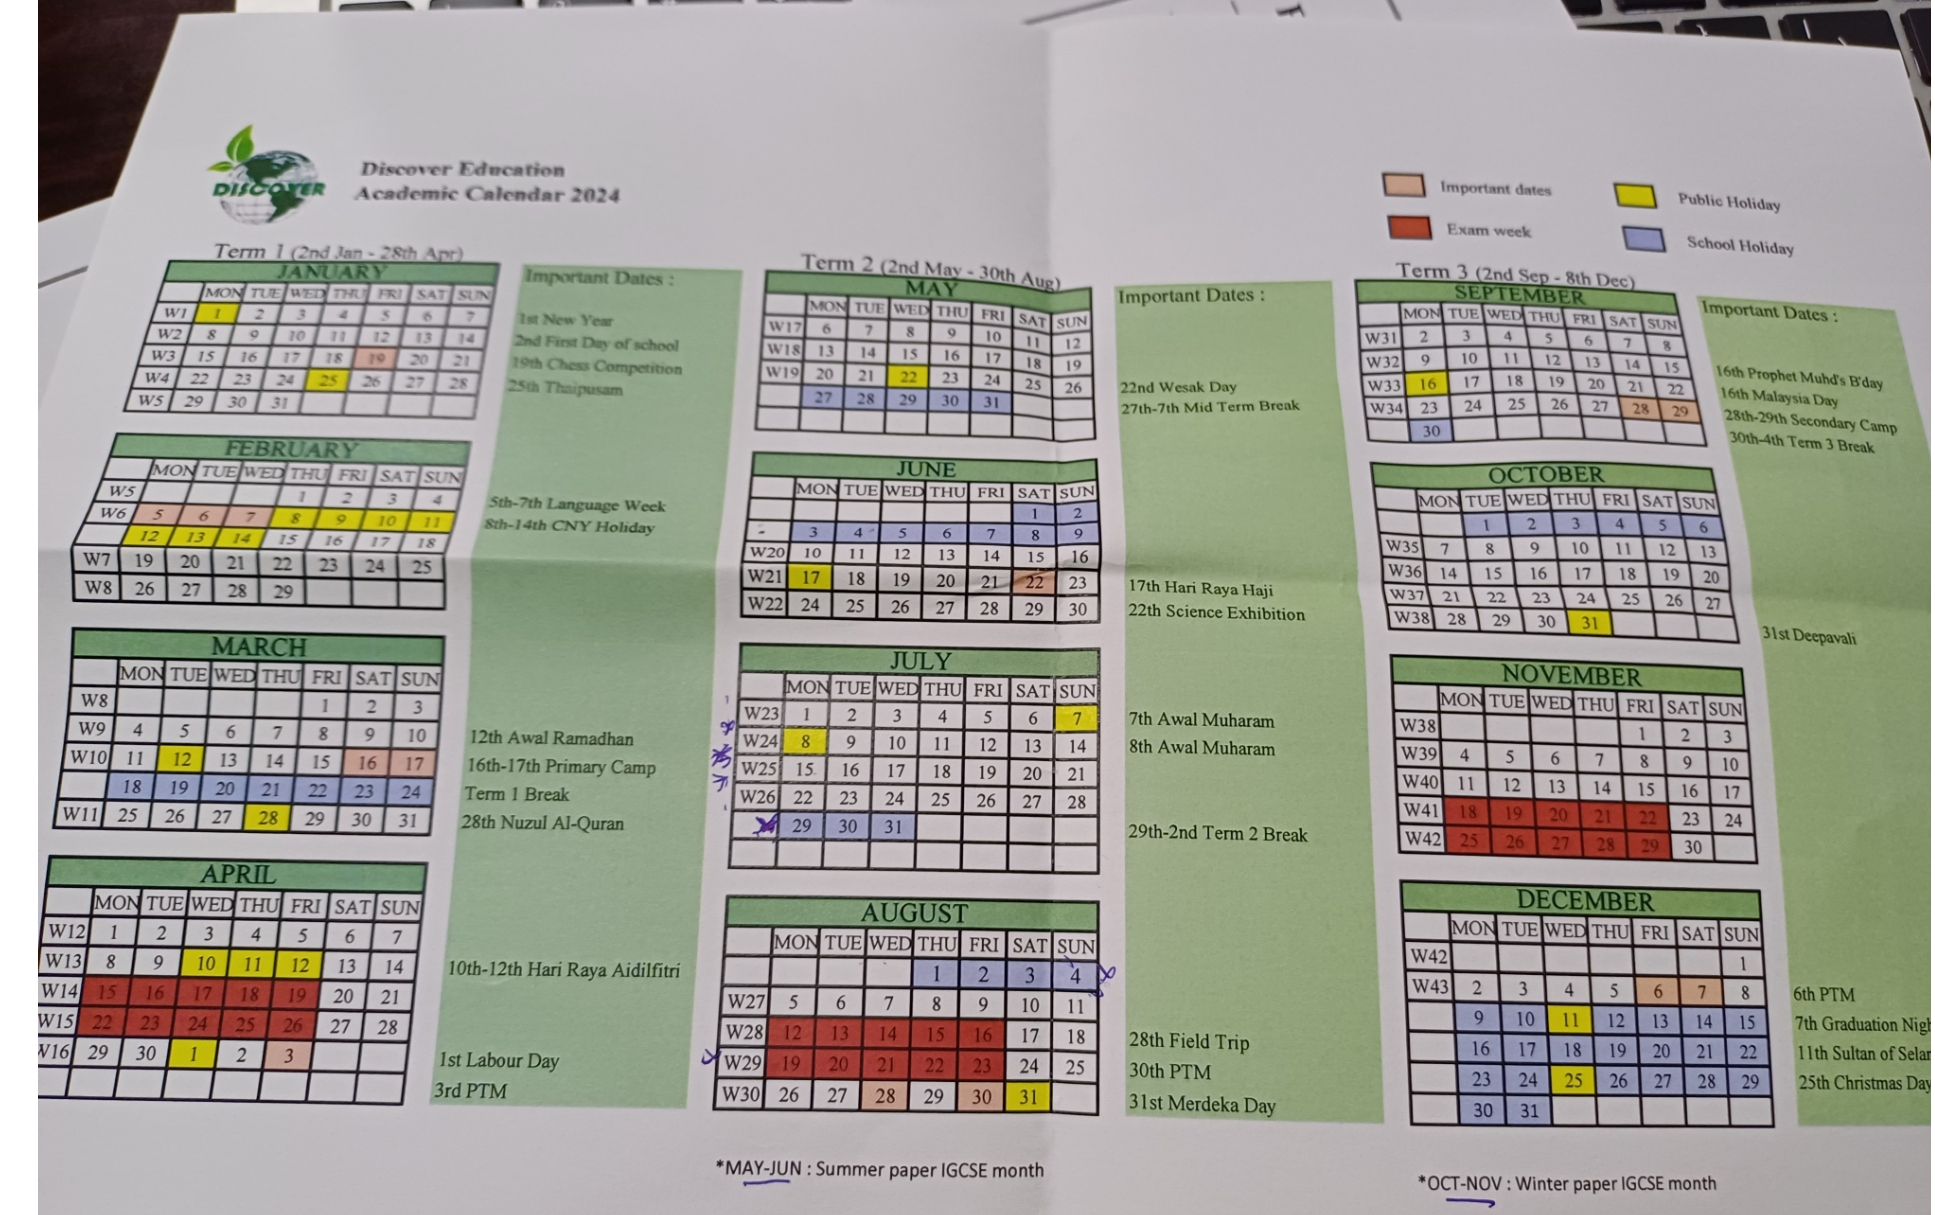 DISCOVER
Discover Education
Academic Calendar 2024
Important dates
Public Holiday
Exam week
School Holiday
Term 1 (2nd Jan - 28th Apr)
JANUARY
MON TUE WED THU FRI SAT SUN
W1 1 2 3 4 5 6 7
W2 8 9 10 11 12 13 14
W3 15 16 17 18 19 20 21
W4 22 23 24 25 26 27 28
W5 29 30 31
Important Dates :
1st New Year
2nd First Day of school
19th Chess Competition
25th Thaipusam
FEBRUARY
MON TUE WED THU FRI SAT SUN
W5 1 2 3 4
W6 5 6 7 8 9 10 11
12 13 14 15 16 17 18
W7 19 20 21 22 23 24 25
W8 26 27 28 29
5th-7th Language Week
8th-14th CNY Holiday
MARCH
MON TUE WED THU FRI SAT SUN
W8 1 2 3
W9 4 5 6 7 8 9 10
W10 11 12 13 14 15 16 17
18 19 20 21 22 23 24
W11 25 26 27 28 29 30 31
12th Awal Ramadhan
16th-17th Primary Camp
Term 1 Break
28th Nuzul Al-Quran
APRIL
MON TUE WED THU FRI SAT SUN
W12 1 2 3 4 5 6 7
W13 8 9 10 11 12 13 14
W14 15 16 17 18 19 20 21
W15 22 23 24 25 26 27 28
W16 29 30 1 2 3
10th-12th Hari Raya Aidilfitri
1st Labour Day
3rd PTM
Term 2 (2nd May - 30th Aug)
MAY
MON TUE WED THU FRI SAT SUN
W17 6 7 8 9 10 11 12
W18 13 14 15 16 17 18 19
W19 20 21 22 23 24 25 26
27 28 29 30 31
Important Dates :
22nd Wesak Day
27th-7th Mid Term Break
JUNE
MON TUE WED THU FRI SAT SUN
1 2
- 3 4 5 6 7 8 9
W20 10 11 12 13 14 15 16
W21 17 18 19 20 21 22 23
W22 24 25 26 27 28 29 30
17th Hari Raya Haji
22th Science Exhibition
JULY
MON TUE WED THU FRI SAT SUN
W23 1 2 3 4 5 6 7
W24 8 9 10 11 12 13 14
W25 15 16 17 18 19 20 21
W26 22 23 24 25 26 27 28
29 30 31
7th Awal Muharam
8th Awal Muharam
29th-2nd Term 2 Break
AUGUST
MON TUE WED THU FRI SAT SUN
1 2 3 4
W27 5 6 7 8 9 10 11
W28 12 13 14 15 16 17 18
W29 19 20 21 22 23 24 25
W30 26 27 28 29 30 31
28th Field Trip
30th PTM
31st Merdeka Day
*MAY-JUN : Summer paper IGCSE month
Term 3 (2nd Sep - 8th Dec)
SEPTEMBER
MON TUE WED THU FRI SAT SUN
W31 2 3 4 5 6 7 8
W32 9 10 11 12 13 14 15
W33 16 17 18 19 20 21 22
W34 23 24 25 26 27 28 29
30
Important Dates :
16th Prophet Muhd's B'day
16th Malaysia Day
28th-29th Secondary Camp
30th-4th Term 3 Break
OCTOBER
MON TUE WED THU FRI SAT SUN
1 2 3 4 5 6
W35 7 8 9 10 11 12 13
W36 14 15 16 17 18 19 20
W37 21 22 23 24 25 26 27
W38 28 29 30 31
31st Deepavali
NOVEMBER
MON TUE WED THU FRI SAT SUN
W38 1 2 3
W39 4 5 6 7 8 9 10
W40 11 12 13 14 15 16 17
W41 18 19 20 21 22 23 24
W42 25 26 27 28 29 30
DECEMBER
MON TUE WED THU FRI SAT SUN
W42 1
W43 2 3 4 5 6 7 8
9 10 11 12 13 14 15
16 17 18 19 20 21 22
23 24 25 26 27 28 29
30 31
6th PTM
7th Graduation Nigh
11th Sultan of Selan
25th Christmas Day
*OCT-NOV : Winter paper IGCSE month